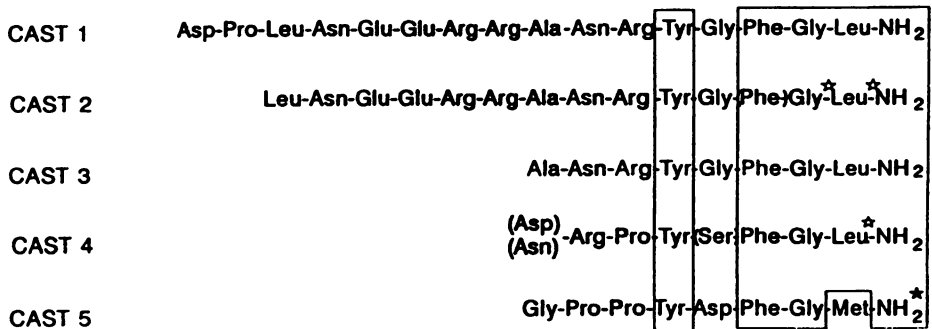 CAST 1 Asp-Pro-Leu-Asn-Glu-Glu-Arg-Arg-Ala-Asn-Arg-Tyr-Gly-Phe-Gly-Leu-NH2
CAST 2 Leu-Asn-Glu-Glu-Arg-Arg-Ala-Asn-Arg-Tyr-Gly-(Phe-)Gly-☆Leu-☆NH2
CAST 3 Ala-Asn-Arg-Tyr-Gly-Phe-Gly-Leu-NH2
(Asp)
CAST 4 -Arg-Pro-Tyr-(Ser)-Phe-Gly-Leu-☆NH2
(Asn)
CAST 5 Gly-Pro-Pro-Tyr-Asp-Phe-Gly-Met-NH2★